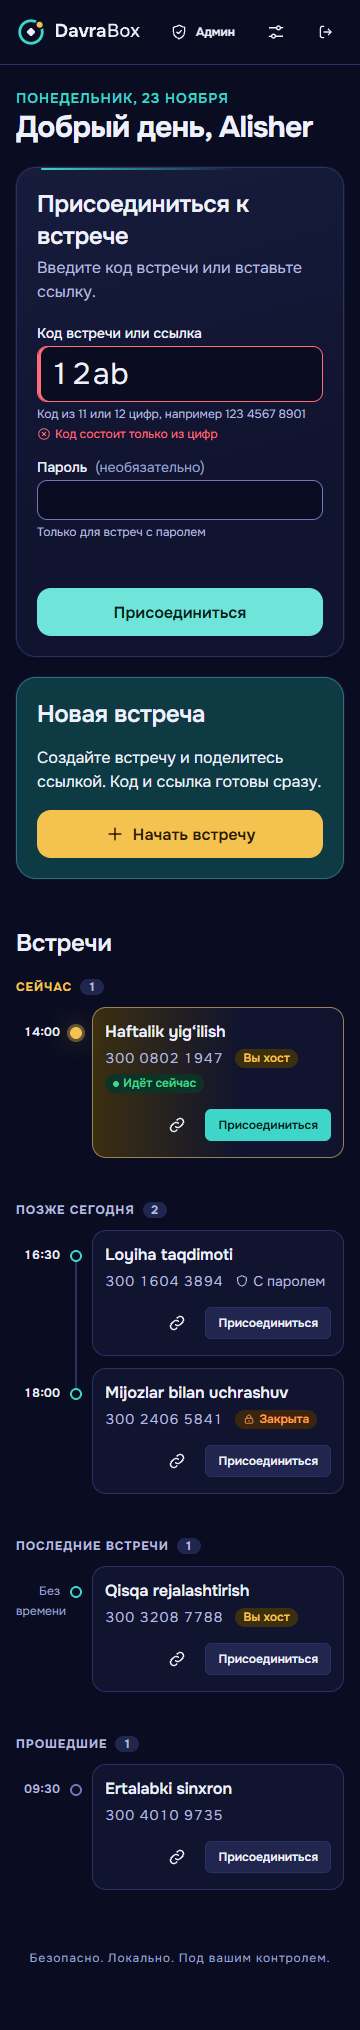 DavraBox
Админ
ПОНЕДЕЛЬНИК, 23 НОЯБРЯ
Добрый день, Alisher
Присоединиться к
встрече
Введите код встречи или вставьте
ссылку.
Код встречи или ссылка
12ab
Код из 11 или 12 цифр, например 123 4567 8901
Код состоит только из цифр
Пароль (необязательно)
Только для встреч с паролем
Присоединиться
Новая встреча
Создайте встречу и поделитесь
ссылкой. Код и ссылка готовы сразу.
Начать встречу
Встречи
СЕЙЧАС 1
14:00
Haftalik yig‘ilish
300 0802 1947 Вы хост
Идёт сейчас
Присоединиться
ПОЗЖЕ СЕГОДНЯ 2
16:30
Loyiha taqdimoti
300 1604 3894 С паролем
Присоединиться
18:00
Mijozlar bilan uchrashuv
300 2406 5841 Закрыта
Присоединиться
ПОСЛЕДНИЕ ВСТРЕЧИ 1
Без
времени
Qisqa rejalashtirish
300 3208 7788 Вы хост
Присоединиться
ПРОШЕДШИЕ 1
09:30
Ertalabki sinxron
300 4010 9735
Присоединиться
Безопасно. Локально. Под вашим контролем.